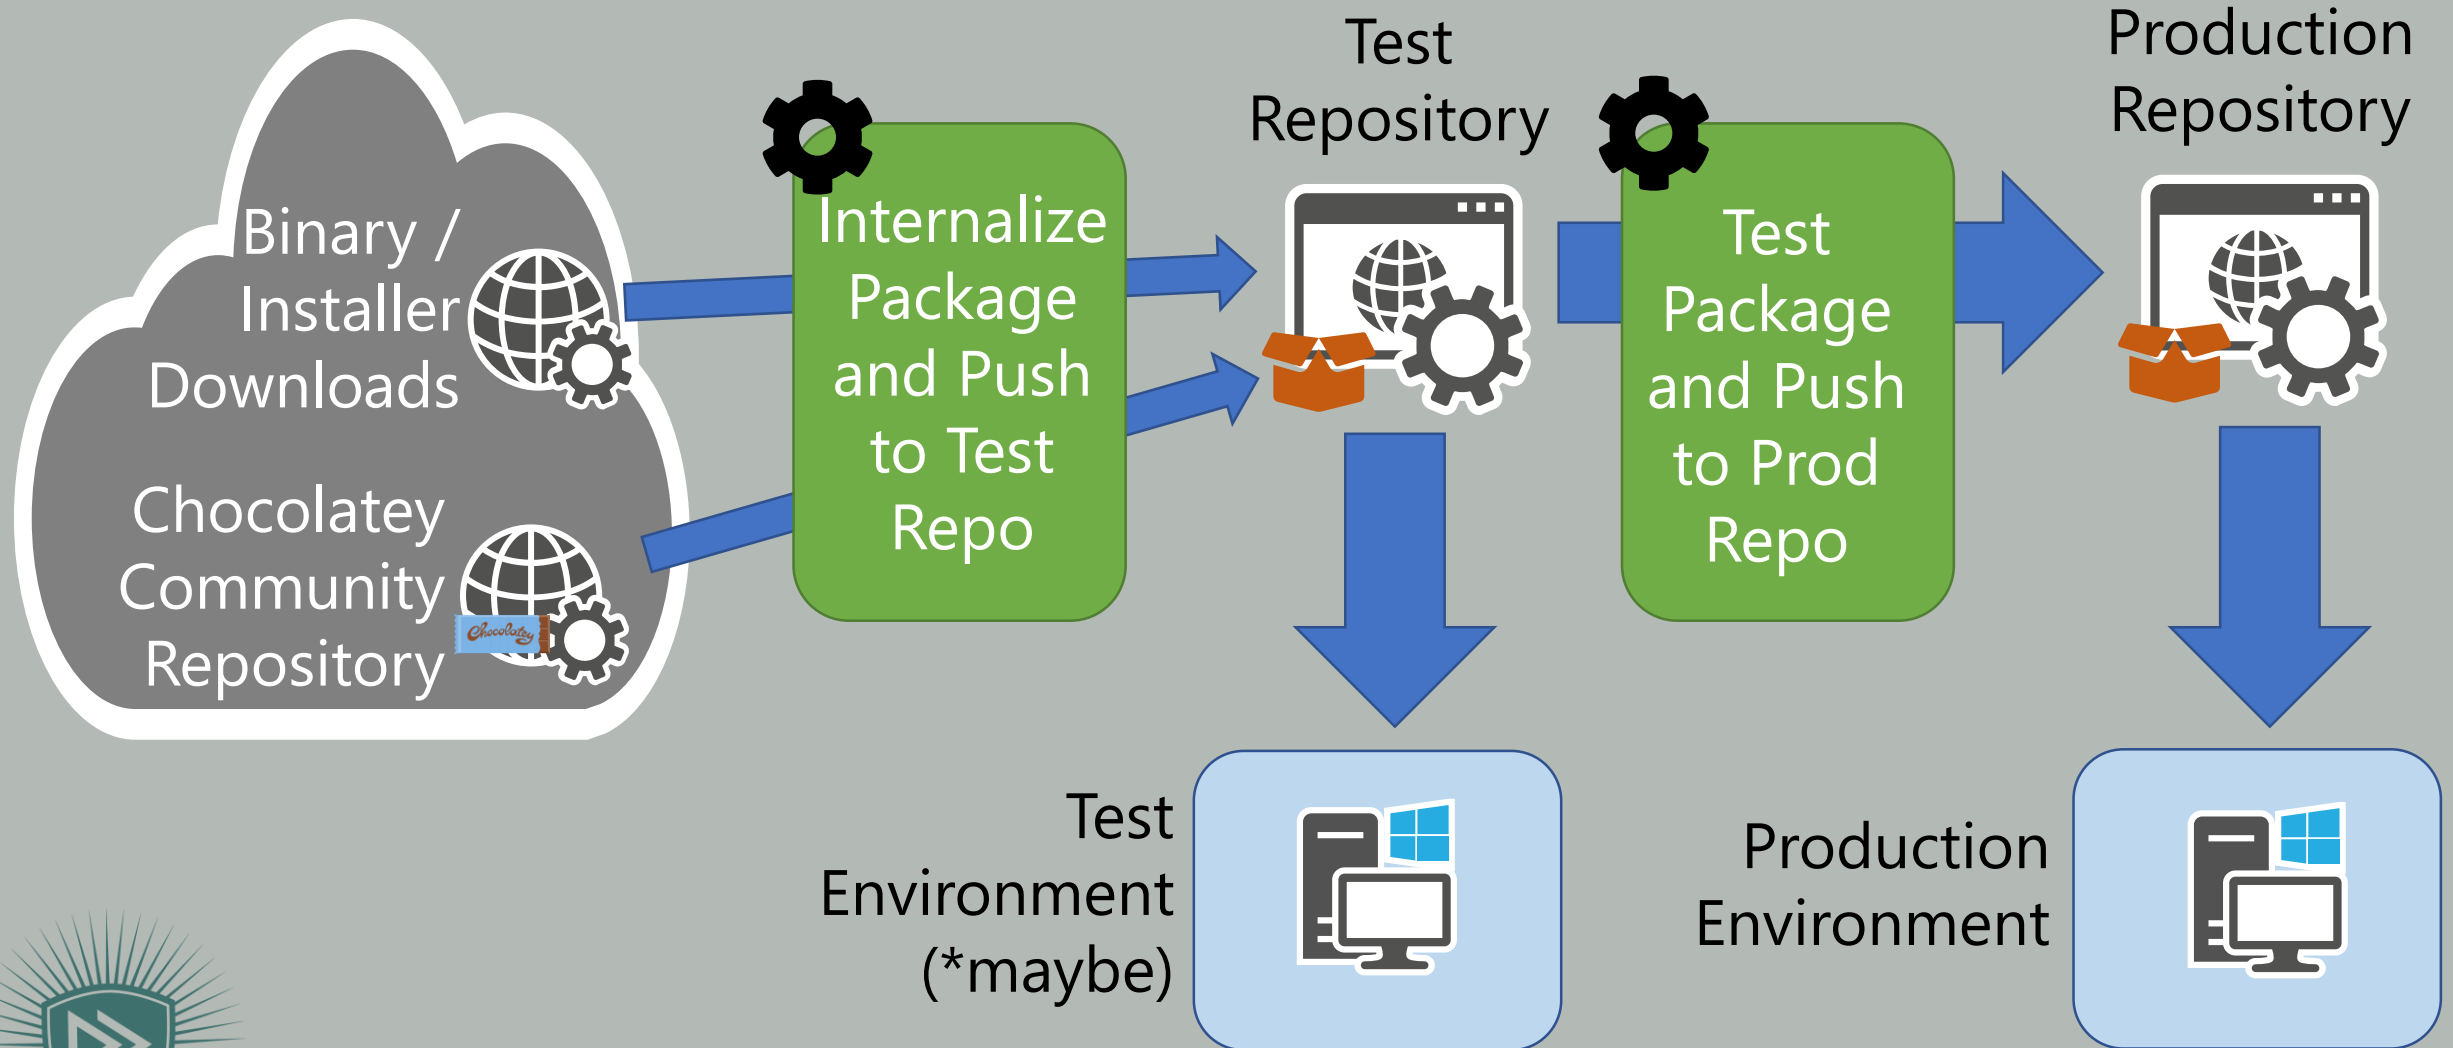 Binary /
Installer
Downloads
Chocolatey
Community
Repository
Chocolatey
Internalize
Package
and Push
to Test
Repo
Test
Repository
Test
Package
and Push
to Prod
Repo
Production
Repository
Test
Environment
(*maybe)
Production
Environment